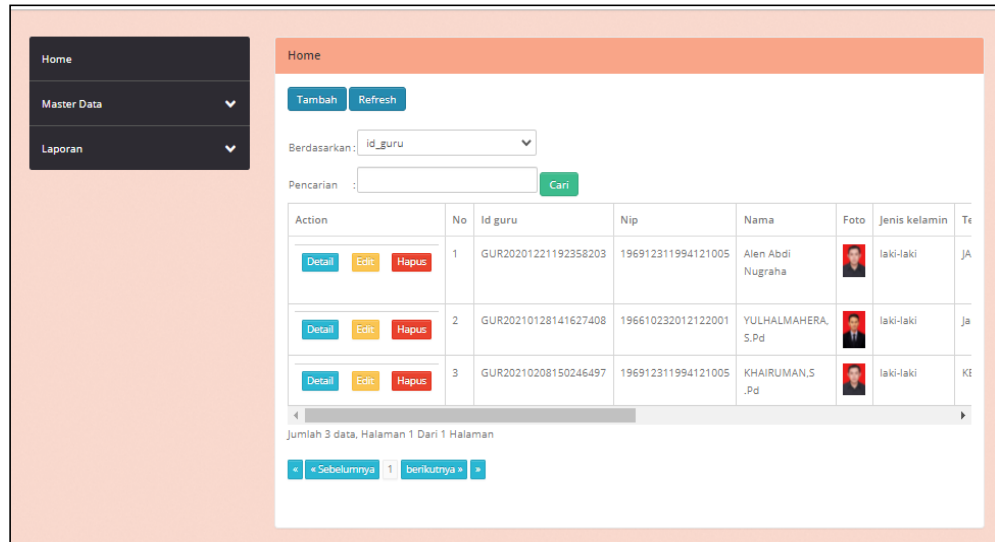 Home
Master Data
Laporan
Home
Tambah Refresh
Berdasarkan : id_guru
Pencarian : Cari
Action No Id guru Nip Nama Foto Jenis kelamin Te
Detail Edit Hapus 1 GUR20201221192358203 196912311994121005 Alen Abdi laki-laki JA
Nugraha
Detail Edit Hapus 2 GUR20210128141627408 196610232012122001 YULHALMAHERA, laki-laki Ja
S.Pd
Detail Edit Hapus 3 GUR20210208150246497 196912311994121005 KHAIRUMAN,S laki-laki KE
.Pd
Jumlah 3 data, Halaman 1 Dari 1 Halaman
« « Sebelumnya 1 berikutnya » »